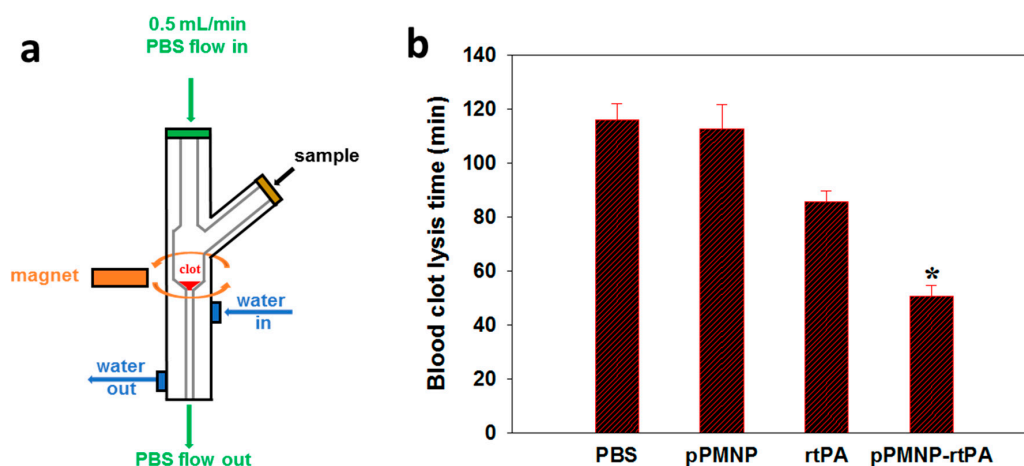 a
0.5 mL/min
PBS flow in
sample
magnet
clot
water
in
water
out
PBS flow out
b
Blood clot lysis time (min)
140
120
100
80
60
40
20
0
*
PBS pPMNP rtPA pPMNP-rtPA